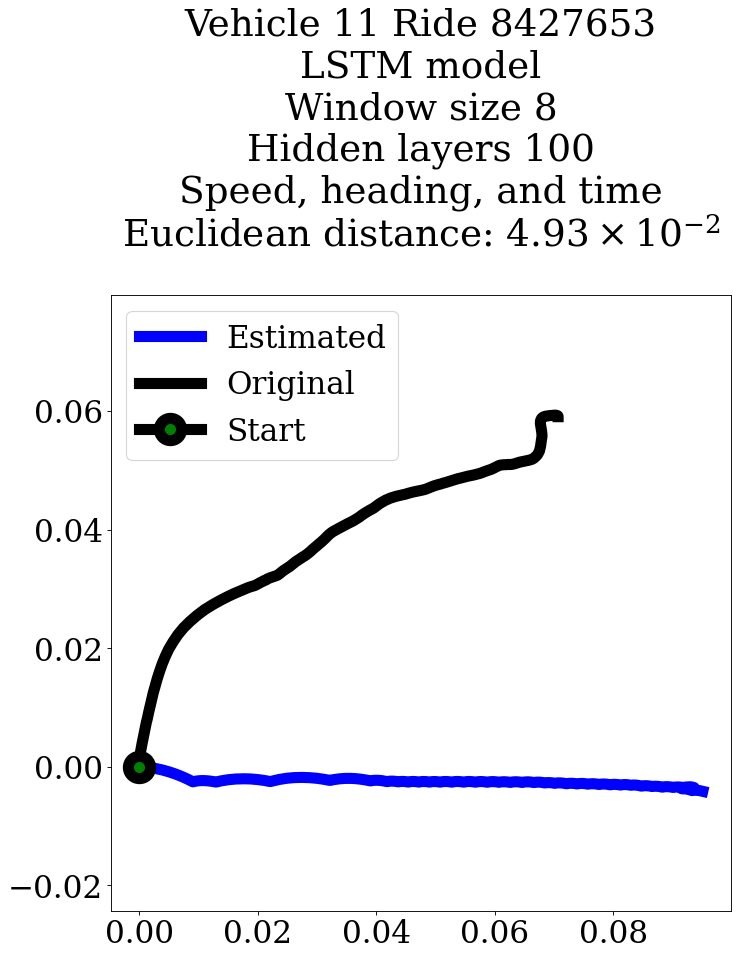 Vehicle 11 Ride 8427653
LSTM model
Window size 8
Hidden layers 100
Speed, heading, and time
Euclidean distance: 4.93 × 10⁻²
Estimated
Original
Start
0.06
0.04
0.02
0.00
−0.02
0.00 0.02 0.04 0.06 0.08